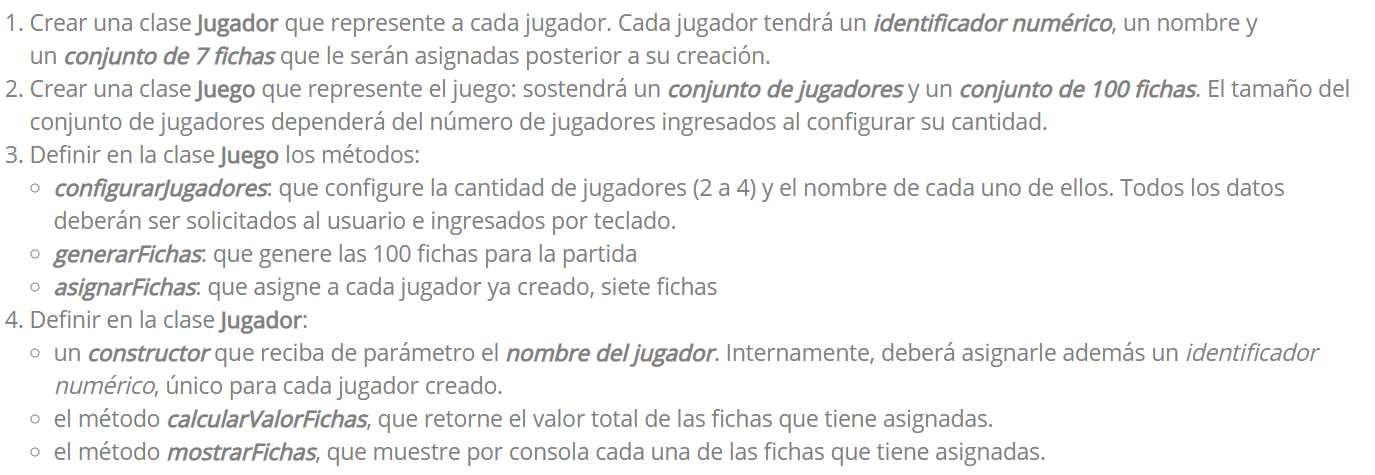 1. Crear una clase Jugador que represente a cada jugador. Cada jugador tendrá un identificador numérico, un nombre y
un conjunto de 7 fichas que le serán asignadas posterior a su creación.
2. Crear una clase Juego que represente el juego: sostendrá un conjunto de jugadores y un conjunto de 100 fichas. El tamaño del
conjunto de jugadores dependerá del número de jugadores ingresados al configurar su cantidad.
3. Definir en la clase Juego los métodos:
○ configurarJugadores: que configure la cantidad de jugadores (2 a 4) y el nombre de cada uno de ellos. Todos los datos
deberán ser solicitados al usuario e ingresados por teclado.
○ generarFichas: que genere las 100 fichas para la partida
○ asignarFichas: que asigne a cada jugador ya creado, siete fichas
4. Definir en la clase Jugador:
○ un constructor que reciba de parámetro el nombre del jugador. Internamente, deberá asignarle además un identificador
numérico, único para cada jugador creado.
○ el método calcularValorFichas, que retorne el valor total de las fichas que tiene asignadas.
○ el método mostrarFichas, que muestre por consola cada una de las fichas que tiene asignadas.